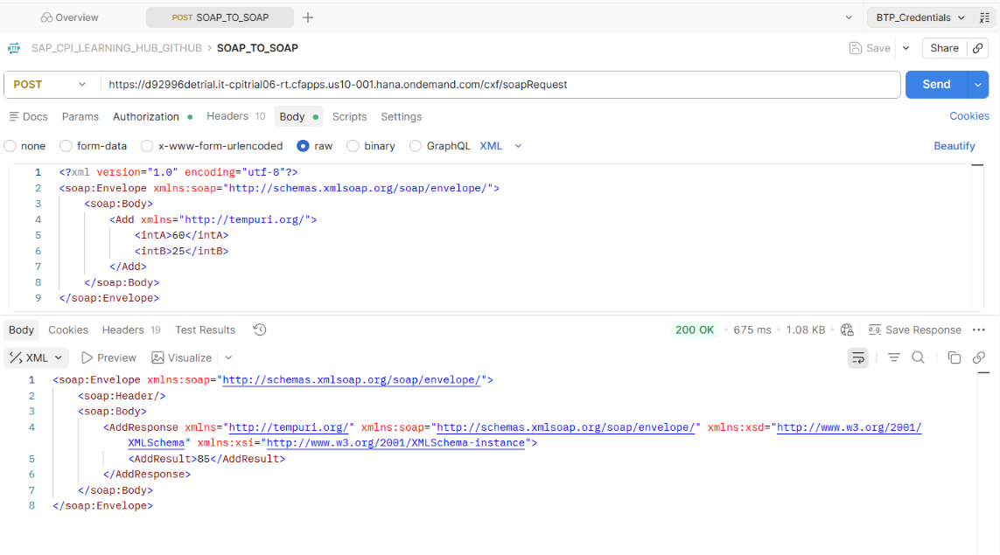 Overview
POST SOAP_TO_SOAP
BTP_Credentials
HTTP SAP_CPI_LEARNING_HUB_GITHUB > SOAP_TO_SOAP
Save
Share
POST https://d92996detrial.it-cpitrial06-rt.cfapps.us10-001.hana.ondemand.com/cxf/soapRequest
Send
Docs Params Authorization Headers 10 Body Scripts Settings
Cookies
none form-data x-www-form-urlencoded raw binary GraphQL XML
Beautify
1 <?xml version="1.0" encoding="utf-8"?>
2 <soap:Envelope xmlns:soap="http://schemas.xmlsoap.org/soap/envelope/">
3 <soap:Body>
4 <Add xmlns="http://tempuri.org/">
5 <intA>60</intA>
6 <intB>25</intB>
7 </Add>
8 </soap:Body>
9 </soap:Envelope>
Body Cookies Headers 19 Test Results
200 OK • 675 ms • 1.08 KB • e.g. Save Response
XML Preview Visualize
1 <soap:Envelope xmlns:soap="http://schemas.xmlsoap.org/soap/envelope/">
2 <soap:Header/>
3 <soap:Body>
4 <AddResponse xmlns="http://tempuri.org/" xmlns:soap="http://schemas.xmlsoap.org/soap/envelope/" xmlns:xsd="http://www.w3.org/2001/
XMLSchema" xmlns:xsi="http://www.w3.org/2001/XMLSchema-instance">
5 <AddResult>85</AddResult>
6 </AddResponse>
7 </soap:Body>
8 </soap:Envelope>